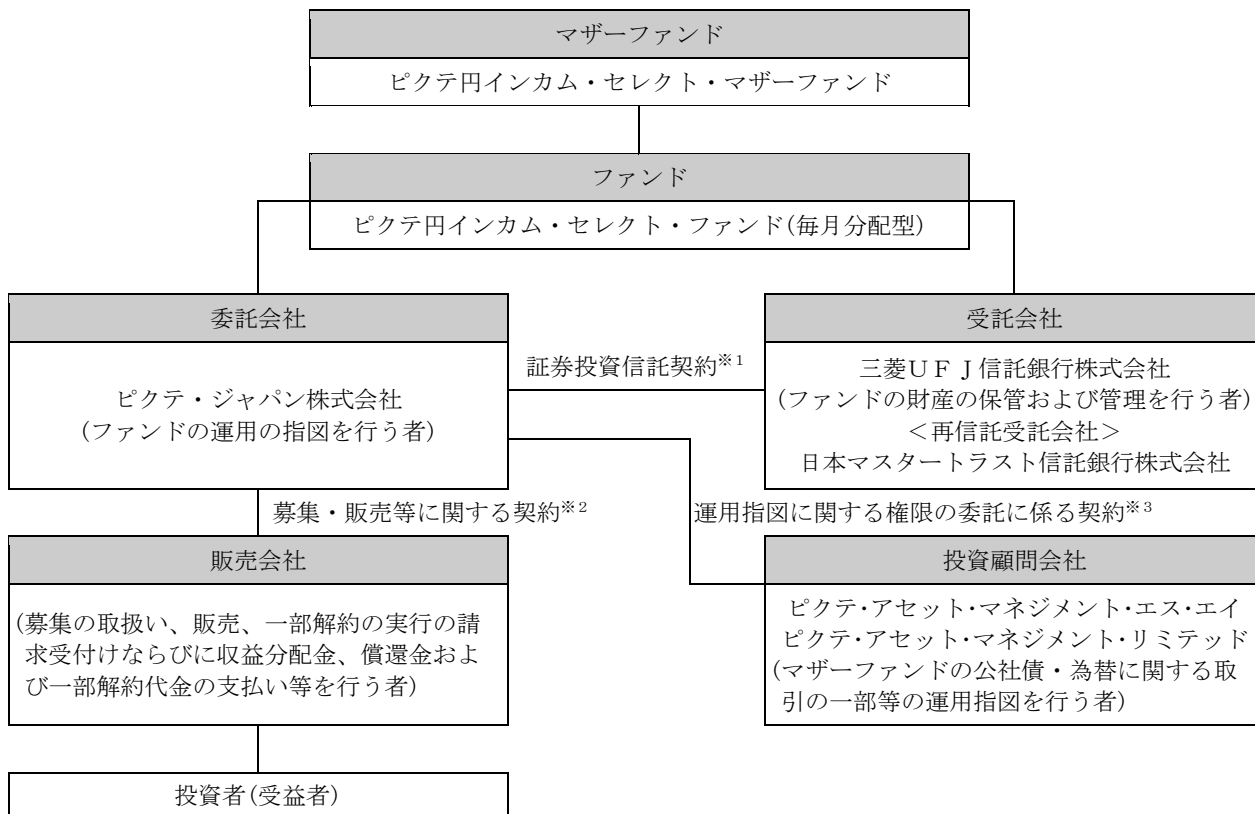 マザーファンド
ピクテ円インカム・セレクト・マザーファンド
ファンド
ピクテ円インカム・セレクト・ファンド(毎月分配型)
委託会社
ピクテ・ジャパン株式会社
(ファンドの運用の指図を行う者)
証券投資信託契約※1
受託会社
三菱UFJ信託銀行株式会社
(ファンドの財産の保管および管理を行う者)
<再信託受託会社>
日本マスタートラスト信託銀行株式会社
募集・販売等に関する契約※2
運用指図に関する権限の委託に係る契約※3
販売会社
(募集の取扱い、販売、一部解約の実行の請
求受付けならびに収益分配金、償還金およ
び一部解約代金の支払い等を行う者)
投資顧問会社
ピクテ・アセット・マネジメント・エス・エイ
ピクテ・アセット・マネジメント・リミテッド
(マザーファンドの公社債・為替に関する取
引の一部等の運用指図を行う者)
投資者(受益者)